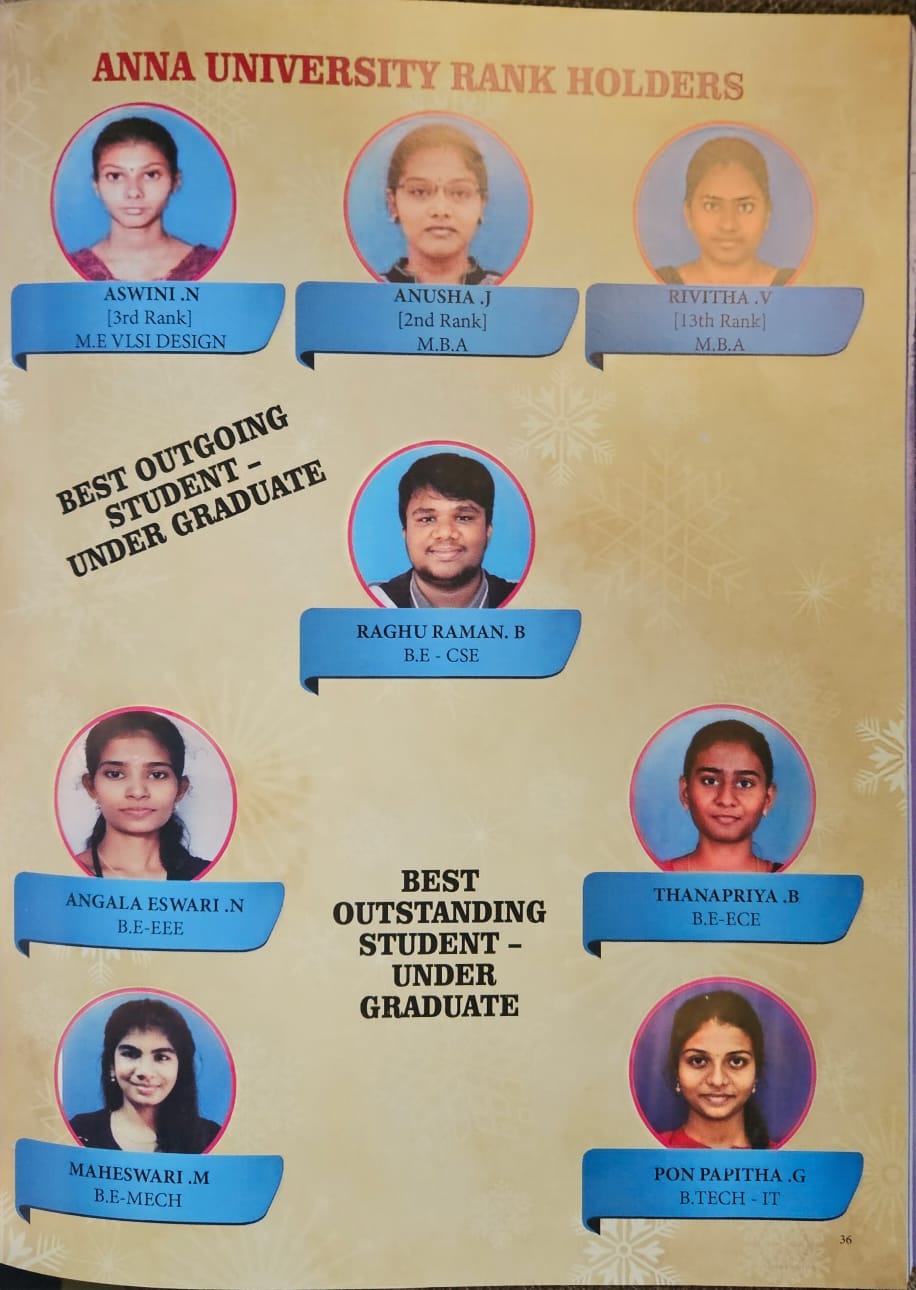 ANNA UNIVERSITY RANK HOLDERS
ASWINI .N
[3rd Rank]
M.E VLSI DESIGN
ANUSHA .J
[2nd Rank]
M.B.A
RIVITHA .V
[13th Rank]
M.B.A
BEST OUTGOING
STUDENT –
UNDER GRADUATE
RAGHU RAMAN. B
B.E - CSE
ANGALA ESWARI .N
B.E-EEE
THANAPRIYA .B
B.E-ECE
BEST
OUTSTANDING
STUDENT –
UNDER
GRADUATE
MAHESWARI .M
B.E-MECH
PON PAPITHA .G
B.TECH - IT
36